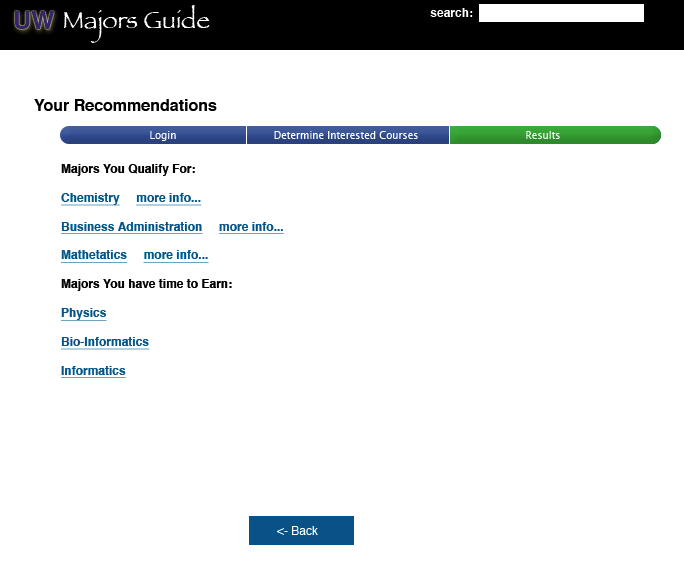 UW Majors Guide search:
Your Recommendations
Login Determine Interested Courses Results
Majors You Qualify For:
Chemistry more info...
Business Administration more info...
Mathetatics more info...
Majors You have time to Earn:
Physics
Bio-Informatics
Informatics
<- Back